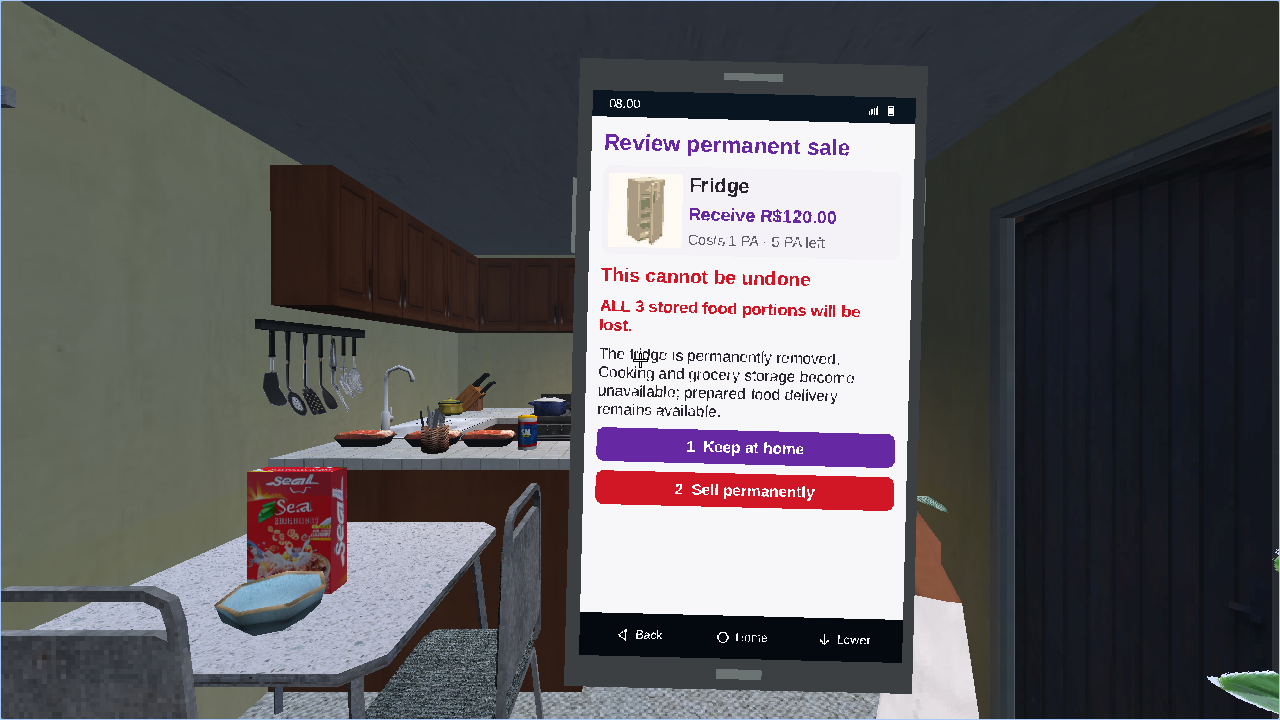 08.00
Review permanent sale
Fridge
Receive R$120.00
Costs 1 PA · 5 PA left
This cannot be undone
ALL 3 stored food portions will be
lost.
The fridge is permanently removed.
Cooking and grocery storage become
unavailable; prepared food delivery
remains available.
1 Keep at home
2 Sell permanently
Back
Home
Lower